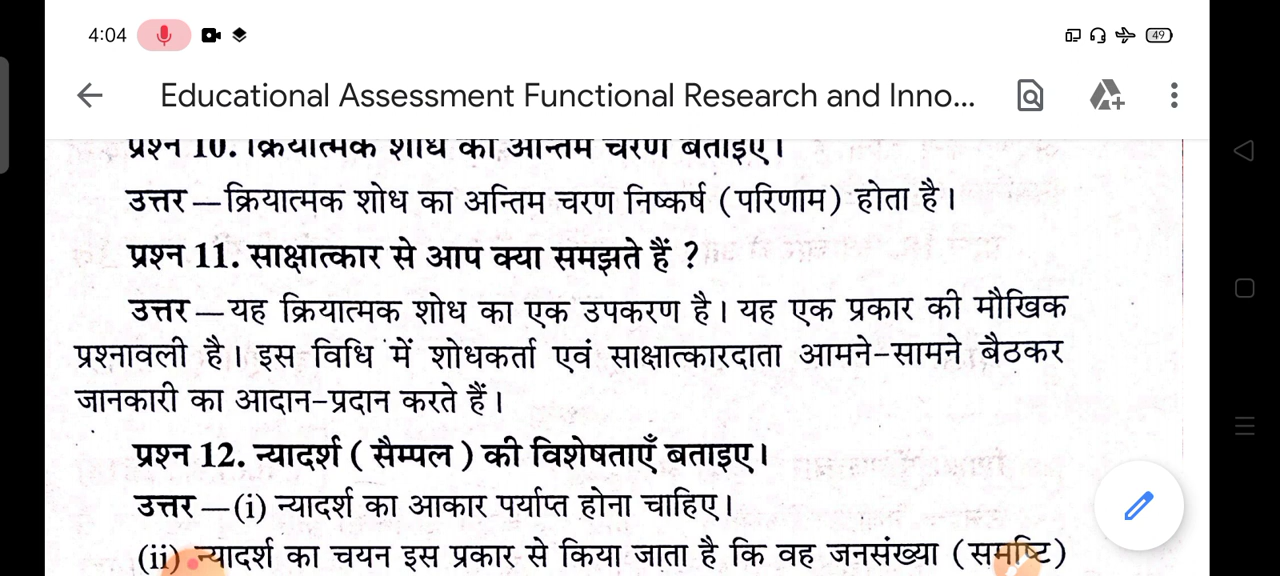 4:04
49
Educational Assessment Functional Research and Inno...
प्रश्न 10. क्रियात्मक शोध का अन्तिम चरण बताइए।
उत्तर—क्रियात्मक शोध का अन्तिम चरण निष्कर्ष (परिणाम) होता है।
प्रश्न 11. साक्षात्कार से आप क्या समझते हैं ?
उत्तर—यह क्रियात्मक शोध का एक उपकरण है। यह एक प्रकार की मौखिक
प्रश्नावली है। इस विधि में शोधकर्ता एवं साक्षात्कारदाता आमने-सामने बैठकर
जानकारी का आदान-प्रदान करते हैं।
प्रश्न 12. न्यादर्श (सैम्पल) की विशेषताएँ बताइए।
उत्तर—(i) न्यादर्श का आकार पर्याप्त होना चाहिए।
(ii) न्यादर्श का चयन इस प्रकार से किया जाता है कि वह जनसंख्या (समष्टि)